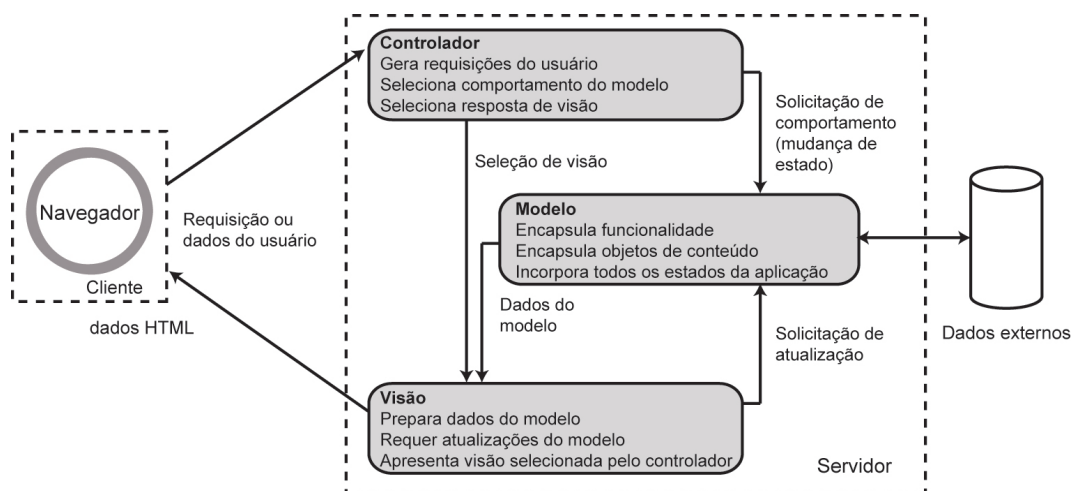 Controlador
Gera requisições do usuário
Seleciona comportamento do modelo
Seleciona resposta de visão
Solicitação de
comportamento
(mudança de
estado)
Seleção de visão
Navegador
Cliente
Requisição ou
dados do usuário
Modelo
Encapsula funcionalidade
Encapsula objetos de conteúdo
Incorpora todos os estados da aplicação
dados HTML
Dados do
modelo
Solicitação de
atualização
Dados externos
Visão
Prepara dados do modelo
Requer atualizações do modelo
Apresenta visão selecionada pelo controlador
Servidor